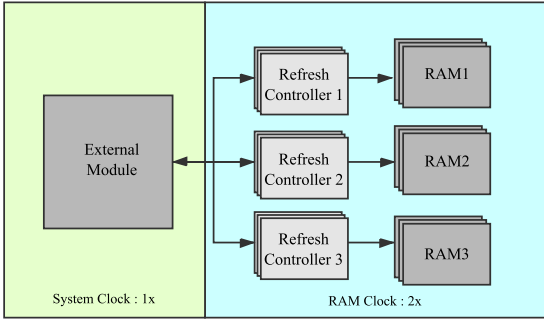 External
Module
System Clock : 1x
Refresh
Controller 1
RAM1
Refresh
Controller 2
RAM2
Refresh
Controller 3
RAM3
RAM Clock : 2x